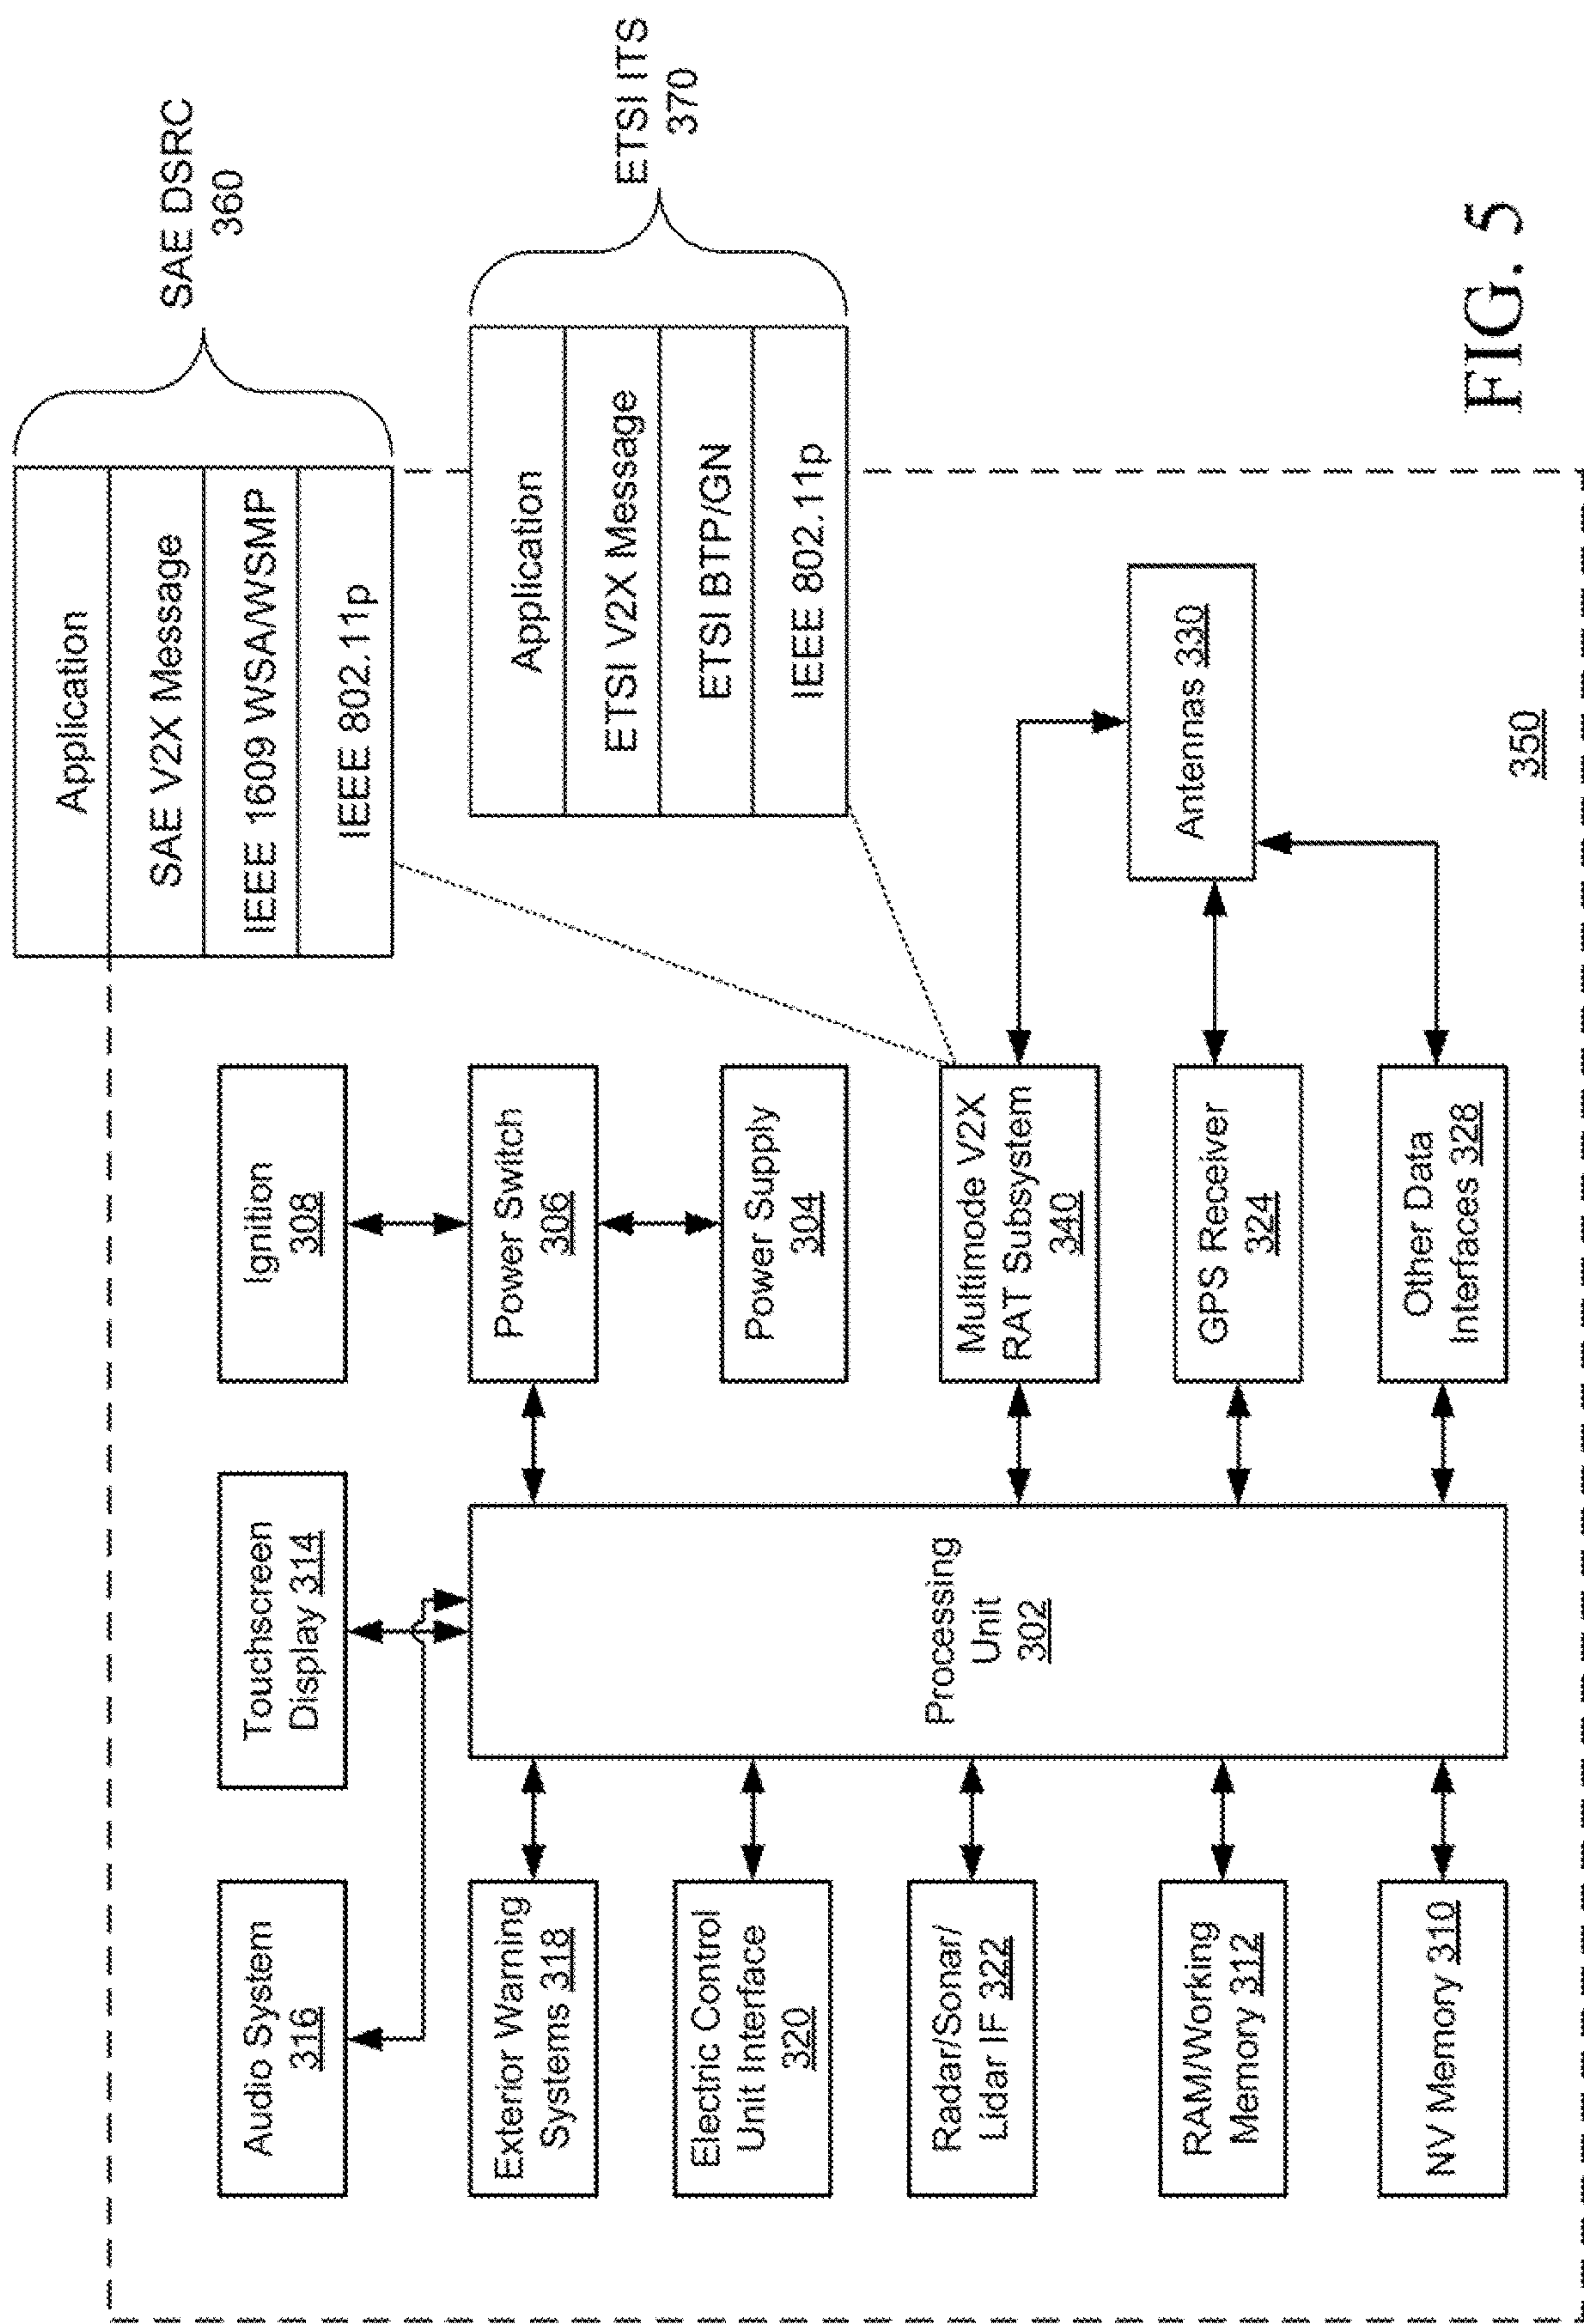 Audio System
316
Touchscreen
Display 314
Ignition
308
Application
SAE V2X Message
IEEE 1609 WSA/WSMP
IEEE 802.11p
SAE DSRC
360
Exterior Warning
Systems 318
Electric Control
Unit Interface
320
Radar/Sonar/
Lidar IF 322
RAM/Working
Memory 312
NV Memory 310
Processing
Unit
302
Power Switch
306
Power Supply
304
Multimode V2X
RAT Subsystem
340
GPS Receiver
324
Other Data
Interfaces 328
Application
ETSI V2X Message
ETSI BTP/GN
IEEE 802.11p
ETSI ITS
370
Antennas 330
350
FIG. 5